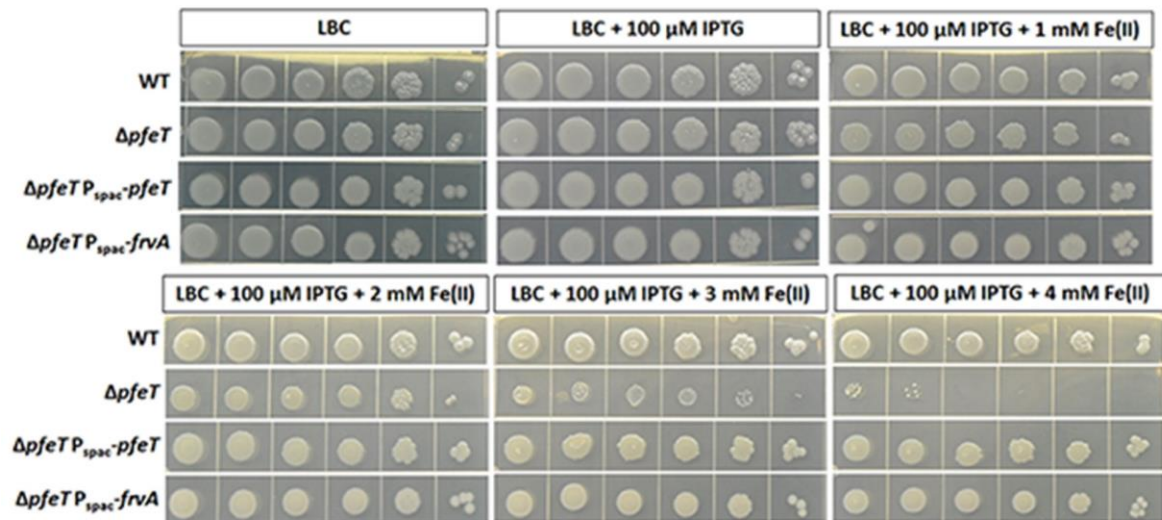 LBC
LBC + 100 µM IPTG
LBC + 100 µM IPTG + 1 mM Fe(II)
WT
ΔpfeT
ΔpfeT Pspac-pfeT
ΔpfeT Pspac-frvA
LBC + 100 µM IPTG + 2 mM Fe(II)
LBC + 100 µM IPTG + 3 mM Fe(II)
LBC + 100 µM IPTG + 4 mM Fe(II)
WT
ΔpfeT
ΔpfeT Pspac-pfeT
ΔpfeT Pspac-frvA